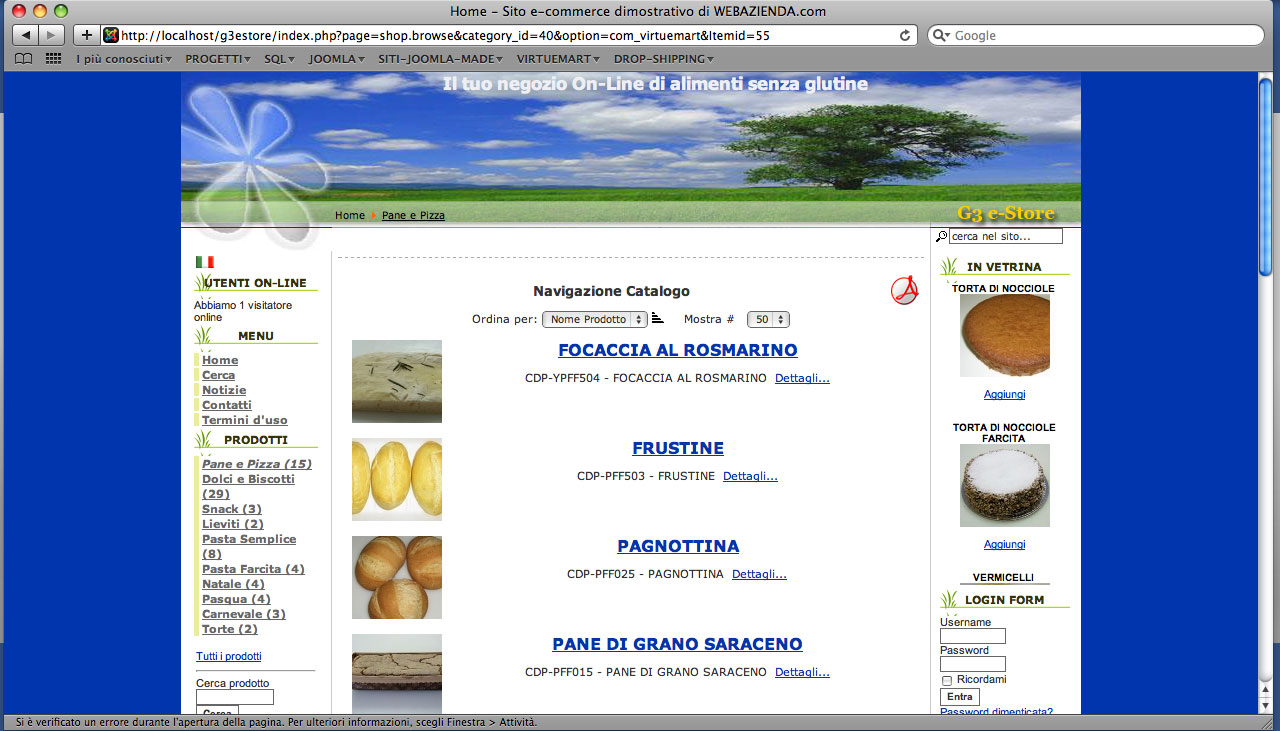 Home – Sito e-commerce dimostrativo di WEBAZIENDA.com
http://localhost/g3estore/index.php?page=shop.browse&category_id=40&option=com_virtuemart&Itemid=55
Google
I più conosciuti PROGETTI SQL JOOMLA SITI-JOOMLA-MADE VIRTUEMART DROP-SHIPPING
Il tuo negozio On-Line di alimenti senza glutine
Home Pane e Pizza
G3 e-Store
cerca nel sito...
UTENTI ON-LINE
Abbiamo 1 visitatore
online
MENU
Home
Cerca
Notizie
Contatti
Termini d'uso
PRODOTTI
Pane e Pizza (15)
Dolci e Biscotti
(29)
Snack (3)
Lieviti (2)
Pasta Semplice
(8)
Pasta Farcita (4)
Natale (4)
Pasqua (4)
Carnevale (3)
Torte (2)
Tutti i prodotti
Cerca prodotto
Cerca
Navigazione Catalogo
Ordina per: Nome Prodotto Mostra # 50
FOCACCIA AL ROSMARINO
CDP-YPFF504 - FOCACCIA AL ROSMARINO Dettagli...
FRUSTINE
CDP-PFF503 - FRUSTINE Dettagli...
PAGNOTTINA
CDP-PFF025 - PAGNOTTINA Dettagli...
PANE DI GRANO SARACENO
CDP-PFF015 - PANE DI GRANO SARACENO Dettagli...
IN VETRINA
TORTA DI NOCCIOLE
Aggiungi
TORTA DI NOCCIOLE
FARCITA
Aggiungi
VERMICELLI
LOGIN FORM
Username
Password
Ricordami
Entra
Password dimenticata?
Si è verificato un errore durante l'apertura della pagina. Per ulteriori informazioni, scegli Finestra > Attività.